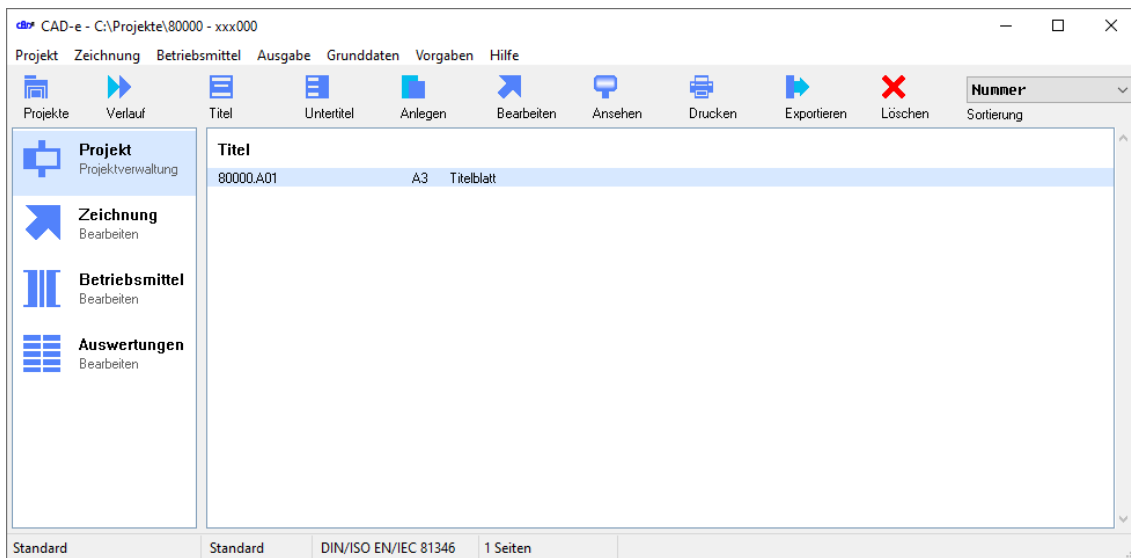 CAD-e - C:\Projekte\80000 - xxx000
Projekt Zeichnung Betriebsmittel Ausgabe Grunddaten Vorgaben Hilfe
Projekte Verlauf Titel Untertitel Anlegen Bearbeiten Ansehen Drucken Exportieren Löschen
Nummer
Sortierung
Projekt
Projektverwaltung
Zeichnung
Bearbeiten
Betriebsmittel
Bearbeiten
Auswertungen
Bearbeiten
Titel
80000.A01 A3 Titelblatt
Standard Standard DIN/ISO EN/IEC 81346 1 Seiten